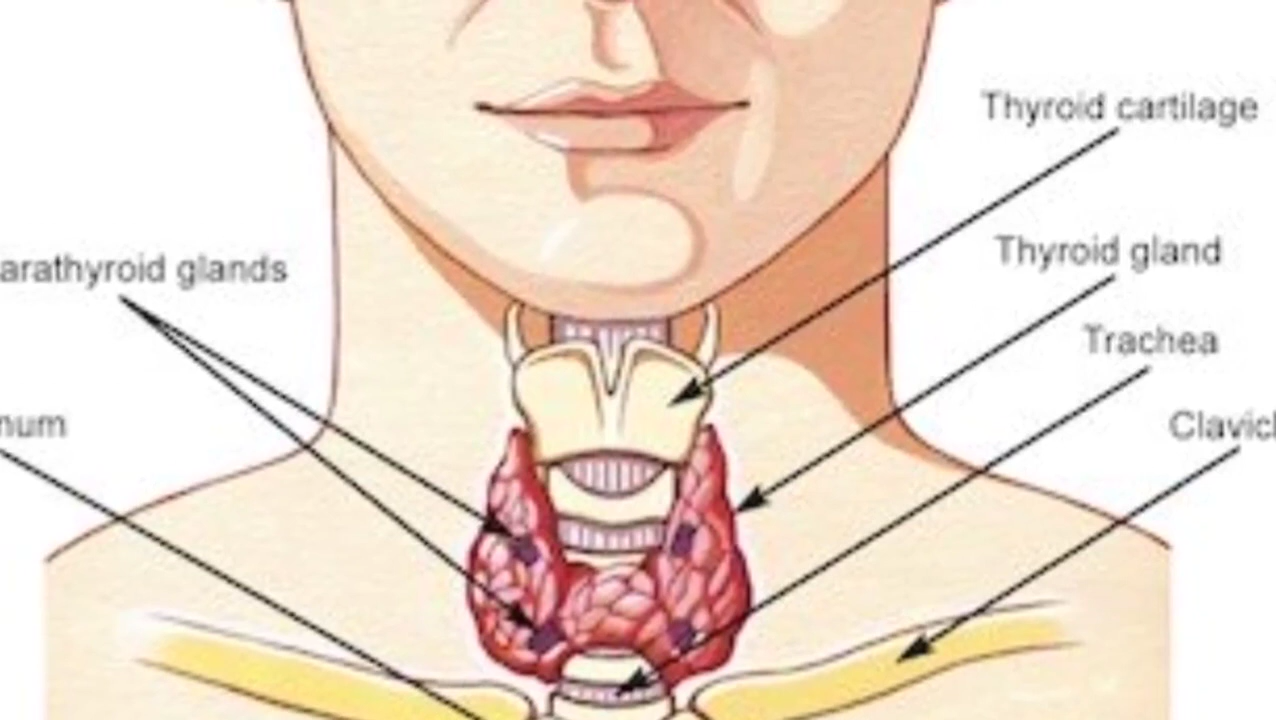 Thyroid cartilage
Thyroid gland
arathyroid glands
Trachea
num
Clavicl